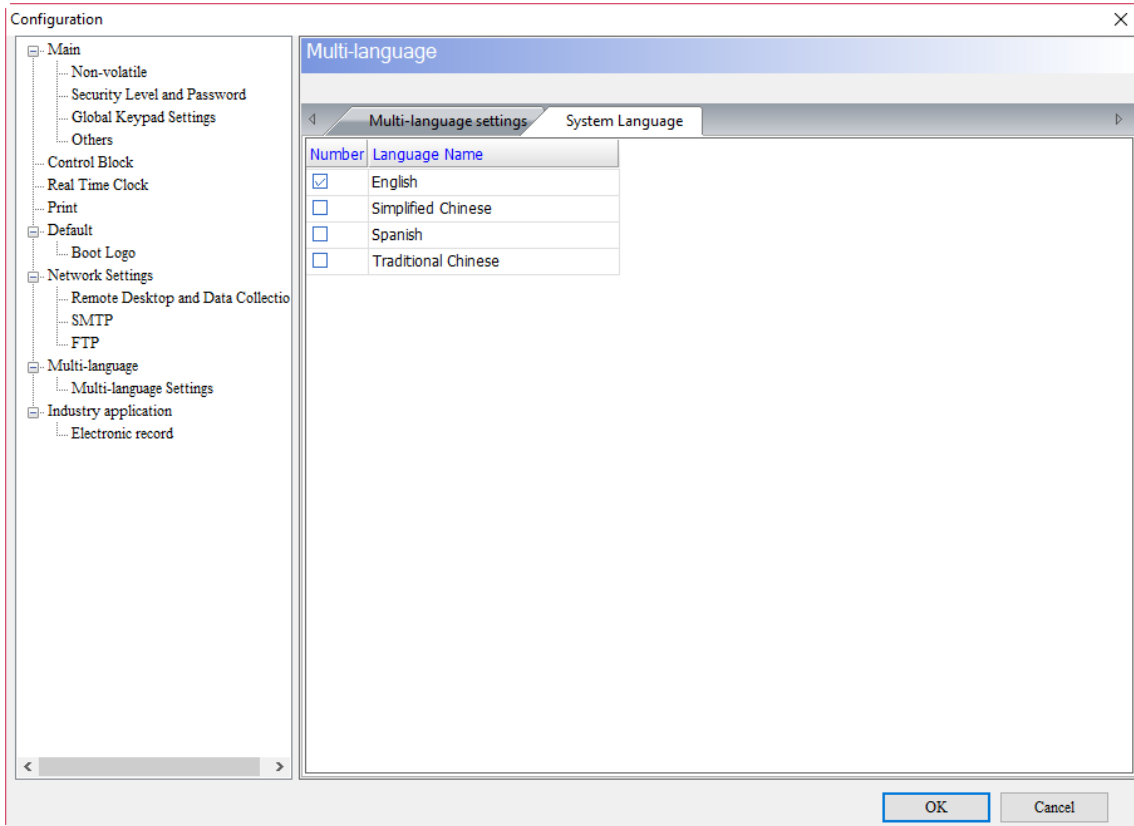 Configuration
Main
Non-volatile
Security Level and Password
Global Keypad Settings
Others
Control Block
Real Time Clock
Print
Default
Boot Logo
Network Settings
Remote Desktop and Data Collectio
SMTP
FTP
Multi-language
Multi-language Settings
Industry application
Electronic record
Multi-language
Multi-language settings System Language
Number Language Name
English
Simplified Chinese
Spanish
Traditional Chinese
OK Cancel